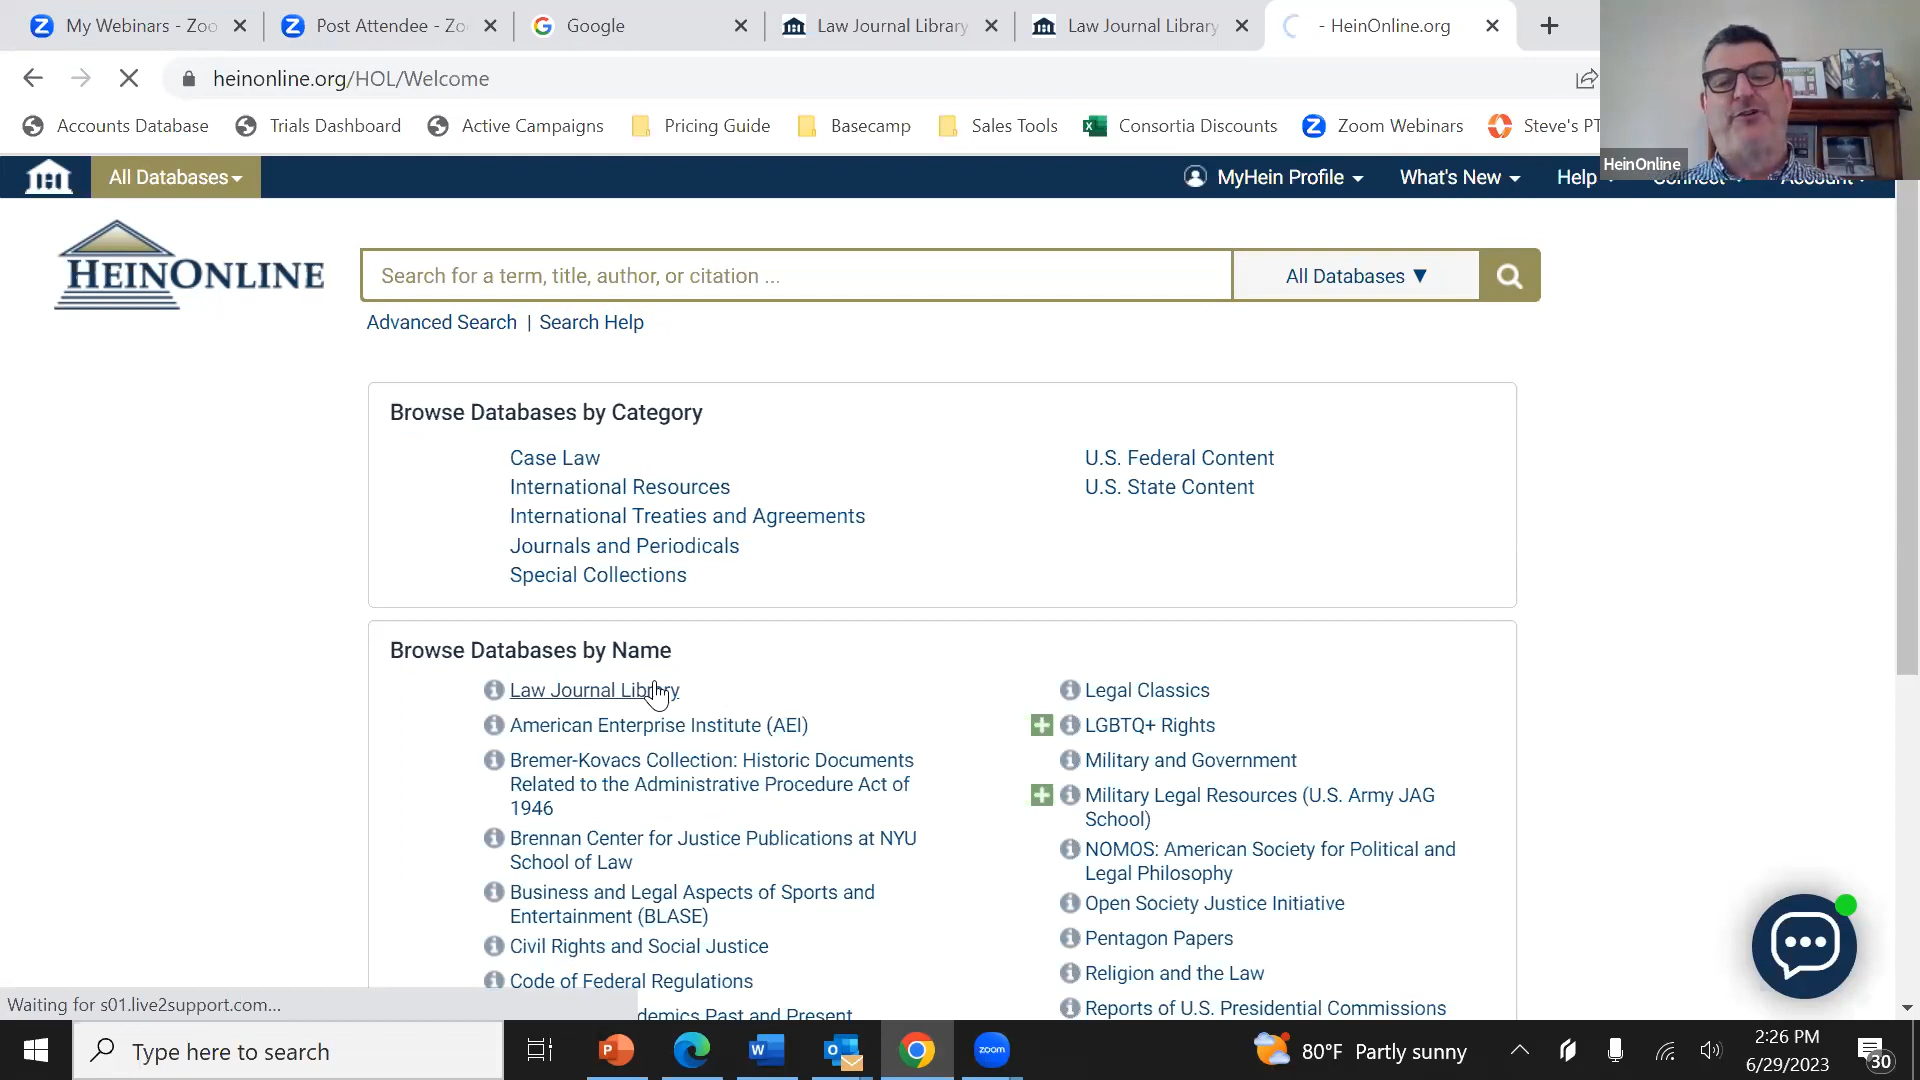 My Webinars - Zoo
Post Attendee - Zo
Google
Law Journal Library
Law Journal Library
- HeinOnline.org
heinonline.org/HOL/Welcome
Accounts Database
Trials Dashboard
Active Campaigns
Pricing Guide
Basecamp
Sales Tools
Consortia Discounts
Zoom Webinars
Steve's PT
HeinOnline
All Databases
MyHein Profile
What's New
Help
Connect
Account
HEINONLINE
Search for a term, title, author, or citation ...
All Databases ▼
Advanced Search | Search Help
Browse Databases by Category
Case Law
International Resources
International Treaties and Agreements
Journals and Periodicals
Special Collections
U.S. Federal Content
U.S. State Content
Browse Databases by Name
Law Journal Library
American Enterprise Institute (AEI)
Bremer-Kovacs Collection: Historic Documents
Related to the Administrative Procedure Act of
1946
Brennan Center for Justice Publications at NYU
School of Law
Business and Legal Aspects of Sports and
Entertainment (BLASE)
Civil Rights and Social Justice
Code of Federal Regulations
demics Past and Present
Legal Classics
LGBTQ+ Rights
Military and Government
Military Legal Resources (U.S. Army JAG
School)
NOMOS: American Society for Political and
Legal Philosophy
Open Society Justice Initiative
Pentagon Papers
Religion and the Law
Reports of U.S. Presidential Commissions
Waiting for s01.live2support.com...
Type here to search
zoom
80°F Partly sunny
2:26 PM
6/29/2023
30